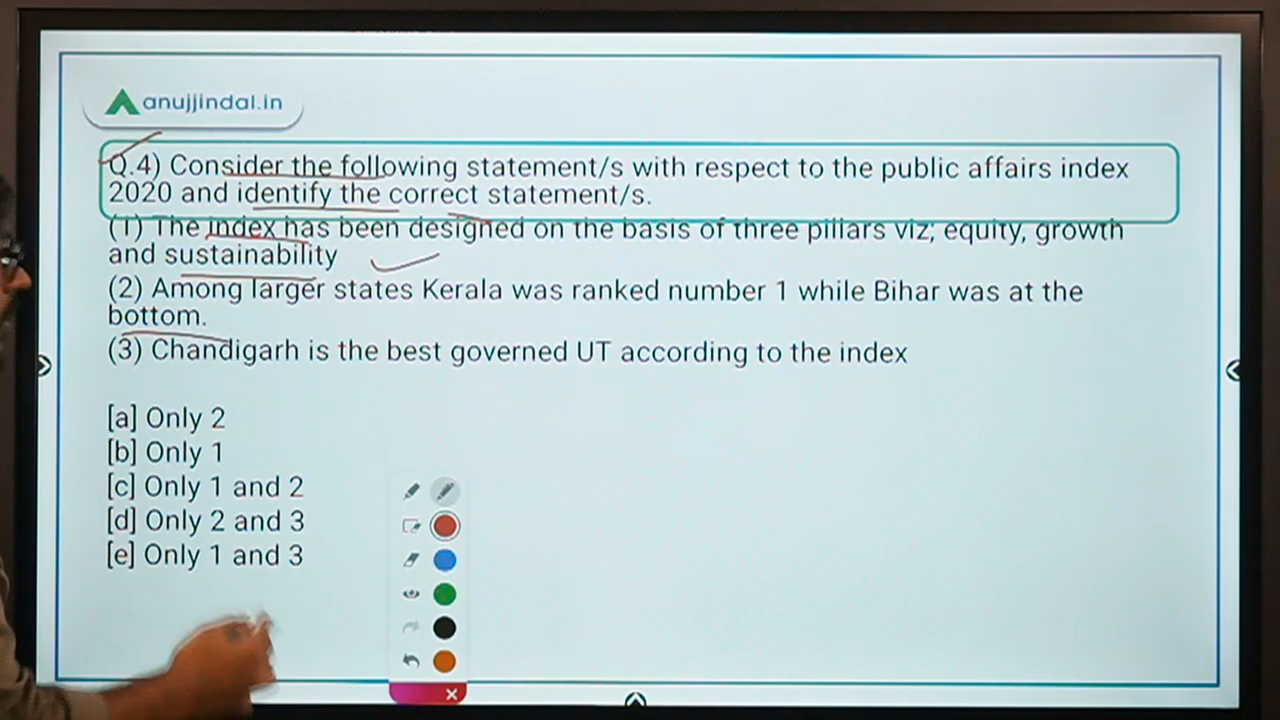 anujjindal.in
Q.4) Consider the following statement/s with respect to the public affairs index
2020 and identify the correct statement/s.
(1) The index has been designed on the basis of three pillars viz; equity, growth
and sustainability
(2) Among larger states Kerala was ranked number 1 while Bihar was at the
bottom.
(3) Chandigarh is the best governed UT according to the index
[a] Only 2
[b] Only 1
[c] Only 1 and 2
[d] Only 2 and 3
[e] Only 1 and 3